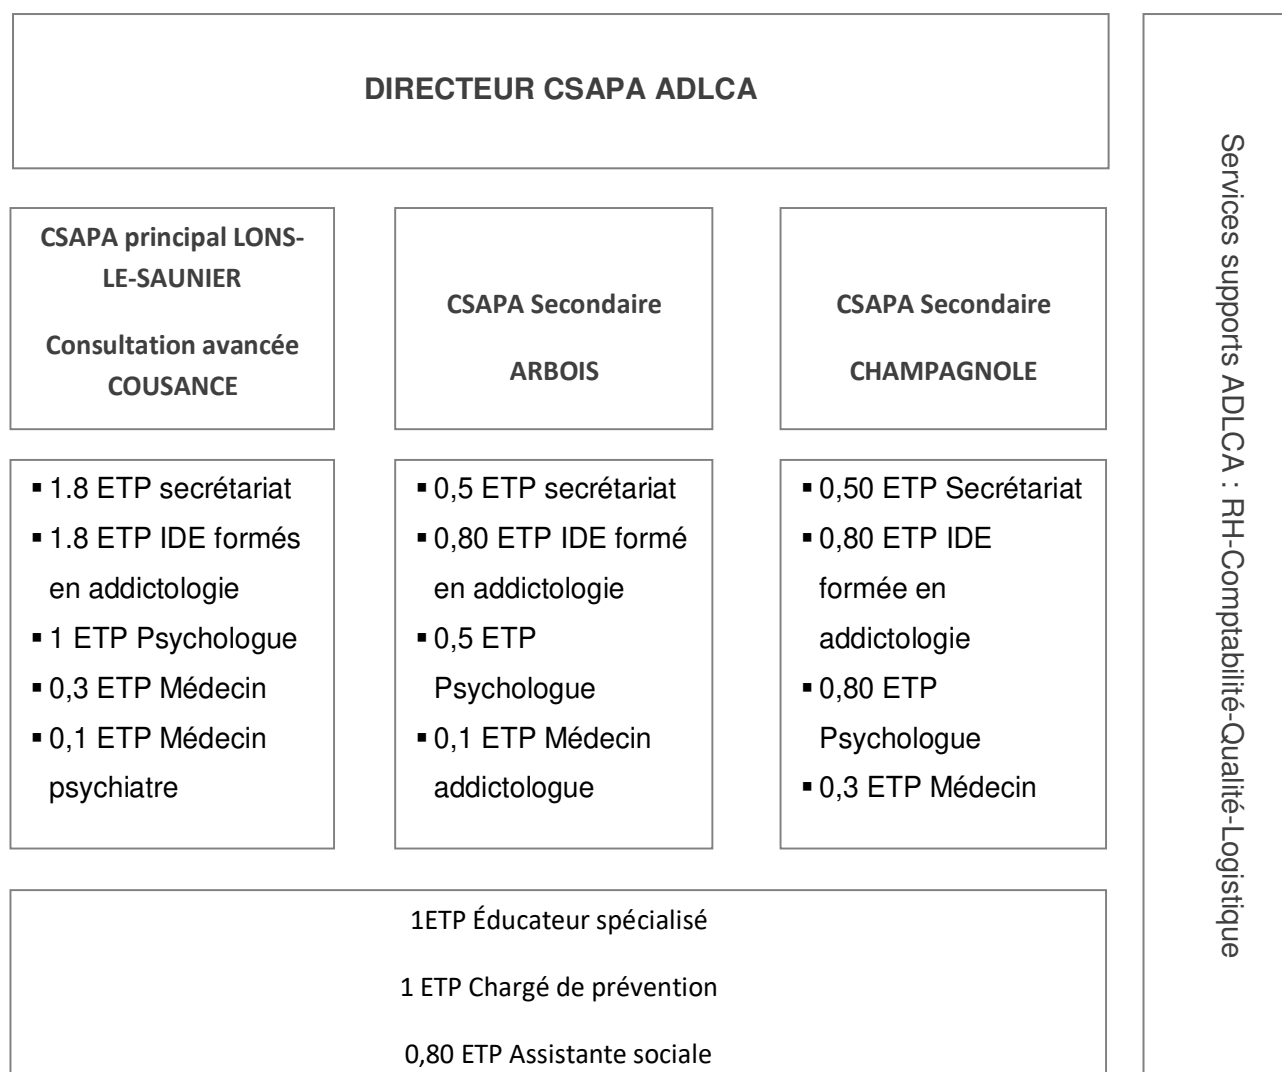 DIRECTEUR CSAPA ADLCA
CSAPA principal LONS-
LE-SAUNIER
Consultation avancée
COUSANCE
CSAPA Secondaire
ARBOIS
CSAPA Secondaire
CHAMPAGNOLE
▪ 1.8 ETP secrétariat
▪ 1.8 ETP IDE formés
en addictologie
▪ 1 ETP Psychologue
▪ 0,3 ETP Médecin
▪ 0,1 ETP Médecin
psychiatre
▪ 0,5 ETP secrétariat
▪ 0,80 ETP IDE formé
en addictologie
▪ 0,5 ETP
Psychologue
▪ 0,1 ETP Médecin
addictologue
▪ 0,50 ETP Secrétariat
▪ 0,80 ETP IDE
formée en
addictologie
▪ 0,80 ETP
Psychologue
▪ 0,3 ETP Médecin
1ETP Éducateur spécialisé
1 ETP Chargé de prévention
0,80 ETP Assistante sociale
Services supports ADLCA : RH-Comptabilité-Qualité-Logistique